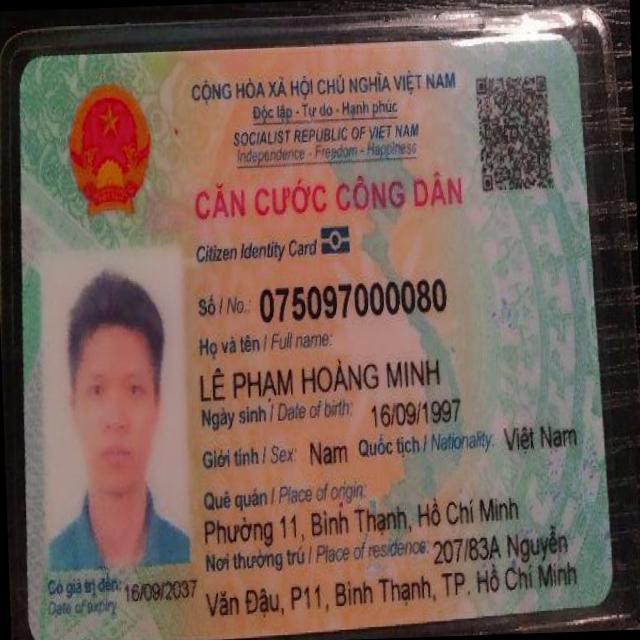 CỘNG HÒA XÃ HỘI CHỦ NGHĨA VIỆT NAM
Độc lập - Tự do - Hạnh phúc
SOCIALIST REPUBLIC OF VIET NAM
Independence - Freedom - Happiness
CĂN CƯỚC CÔNG DÂN
Citizen Identity Card
Số / No.: 075097000080
Họ và tên / Full name:
LÊ PHẠM HOÀNG MINH
Ngày sinh / Date of birth: 16/09/1997
Giới tính / Sex: Nam Quốc tịch / Nationality: Việt Nam
Quê quán / Place of origin:
Phường 11, Bình Thạnh, Hồ Chí Minh
Nơi thường trú / Place of residence: 207/83A Nguyễn
Văn Đậu, P11, Bình Thạnh, TP. Hồ Chí Minh
Có giá trị đến: 16/09/2037
Date of expiry